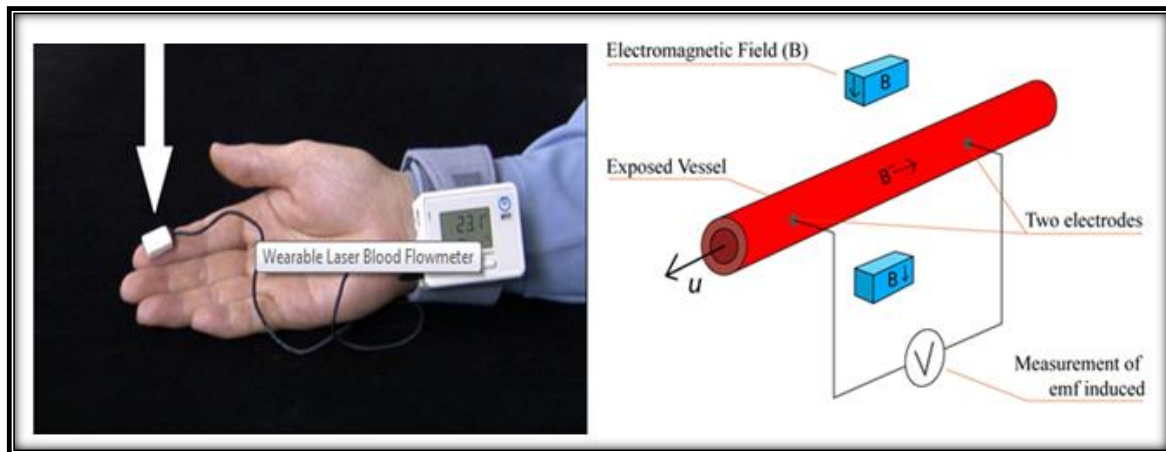 23.1
Wearable Laser Blood Flowmeter
Electromagnetic Field (B)
B
Exposed Vessel
B
Two electrodes
B
u
V
Measurement of
emf induced